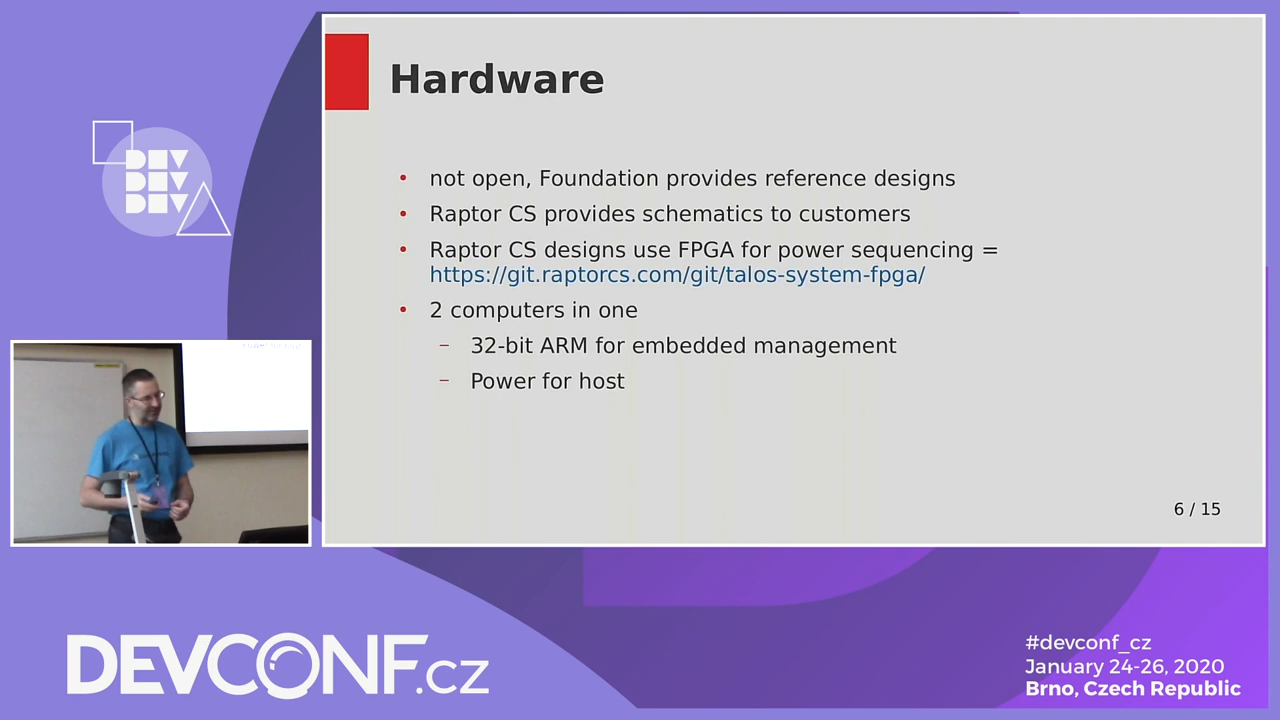 Hardware
• not open, Foundation provides reference designs
• Raptor CS provides schematics to customers
• Raptor CS designs use FPGA for power sequencing =
https://git.raptorcs.com/git/talos-system-fpga/
• 2 computers in one
– 32-bit ARM for embedded management
– Power for host
6 / 15
DEV
DEV
DEV
DEVCONF.cz
#devconf_cz
January 24-26, 2020
Brno, Czech Republic